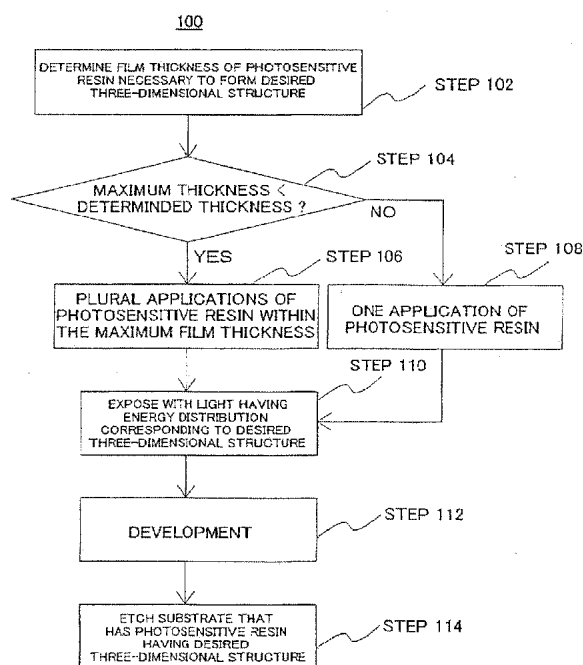 100
DETERMINE FILM THICKNESS OF PHOTOSENSITIVE
RESIN NECESSARY TO FORM DESIRED
THREE-DIMENSIONAL STRUCTURE
STEP 102
STEP 104
MAXIMUM THICKNESS <
DETERMINDED THICKNESS ?
NO
YES
STEP 106
STEP 108
PLURAL APPLICATIONS OF
PHOTOSENSITIVE RESIN WITHIN
THE MAXIMUM FILM THICKNESS
ONE APPLICATION OF
PHOTOSENSITIVE RESIN
STEP 110
EXPOSE WITH LIGHT HAVING
ENERGY DISTRIBUTION
CORRESPONDING TO DESIRED
THREE-DIMENSIONAL STRUCTURE
DEVELOPMENT
STEP 112
ETCH SUBSTRATE THAT
HAS PHOTOSENSITIVE RESIN
HAVING DESIRED
THREE-DIMENSIONAL STRUCTURE
STEP 114